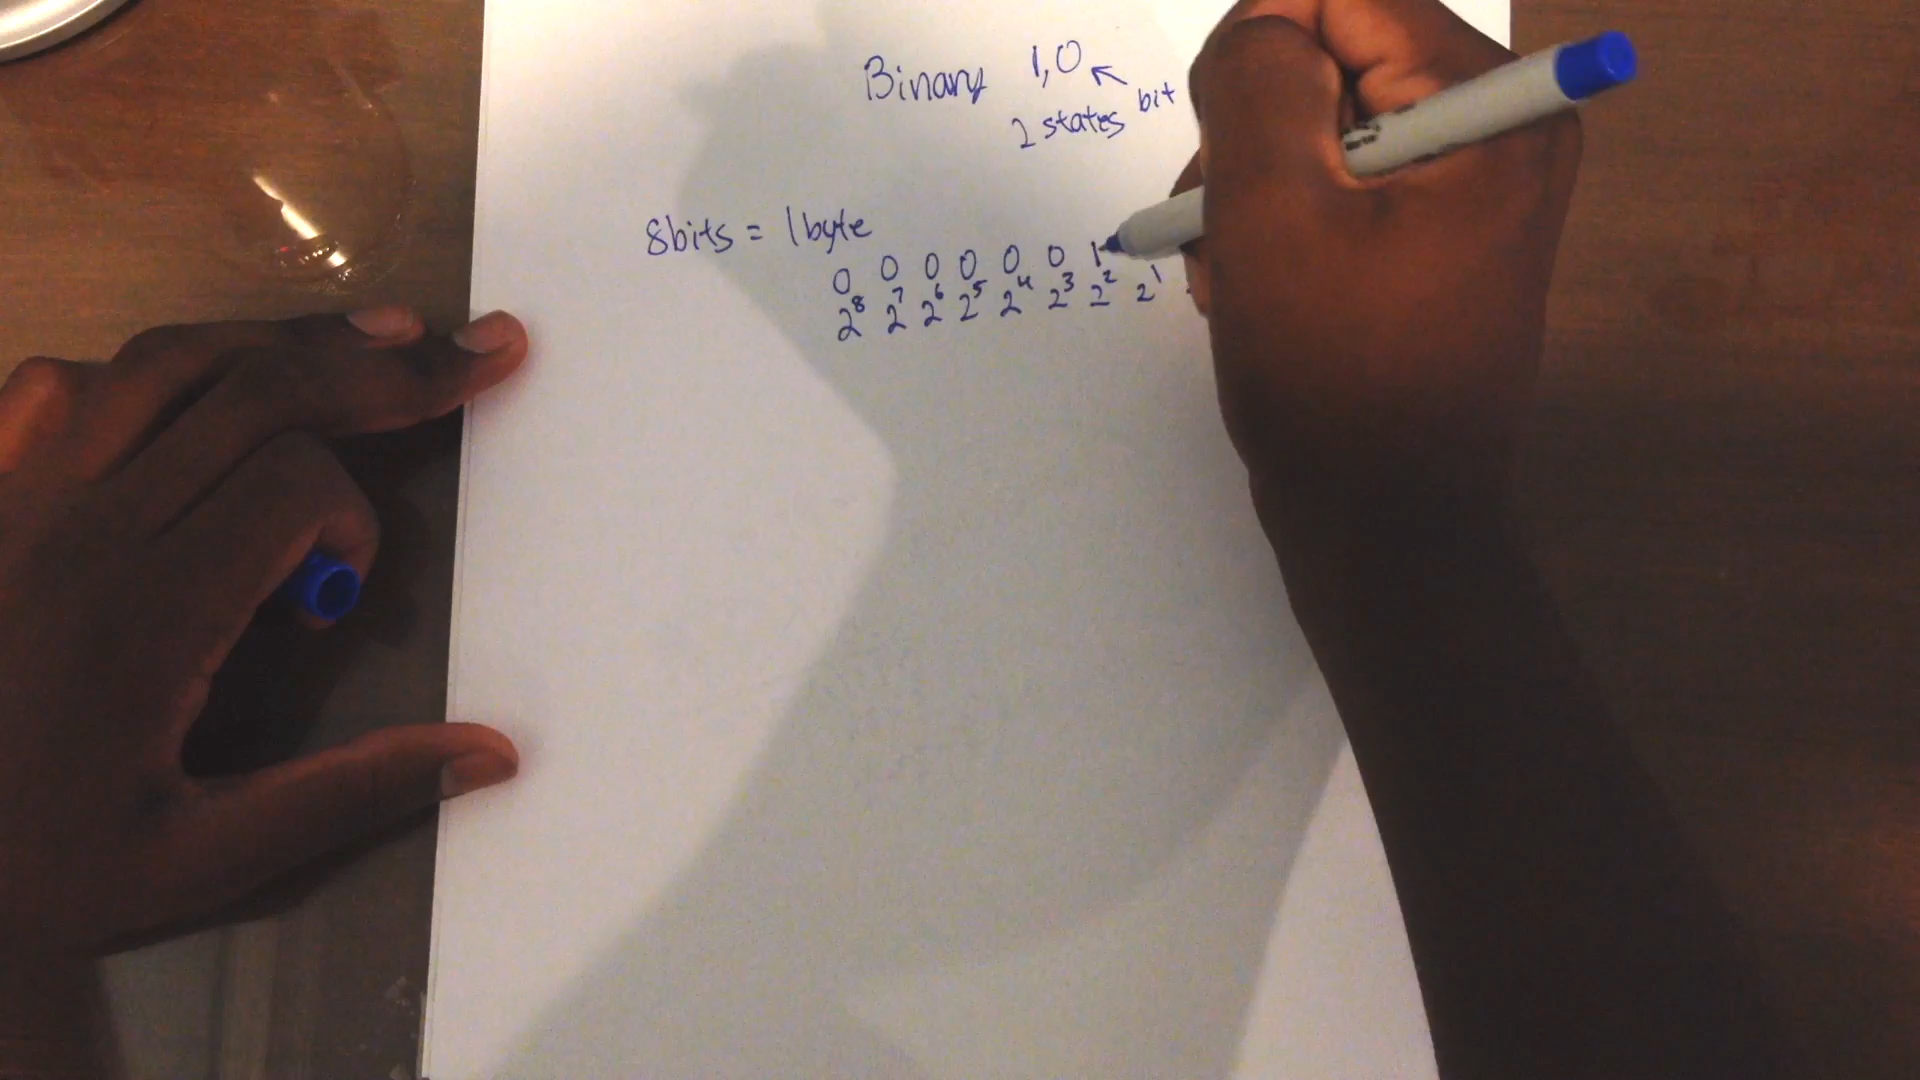 Binary 1,0
2 states bit
8bits = 1byte
0 0 0 0 0 0 1
2⁸ 2⁷ 2⁶ 2⁵ 2⁴ 2³ 2² 2¹